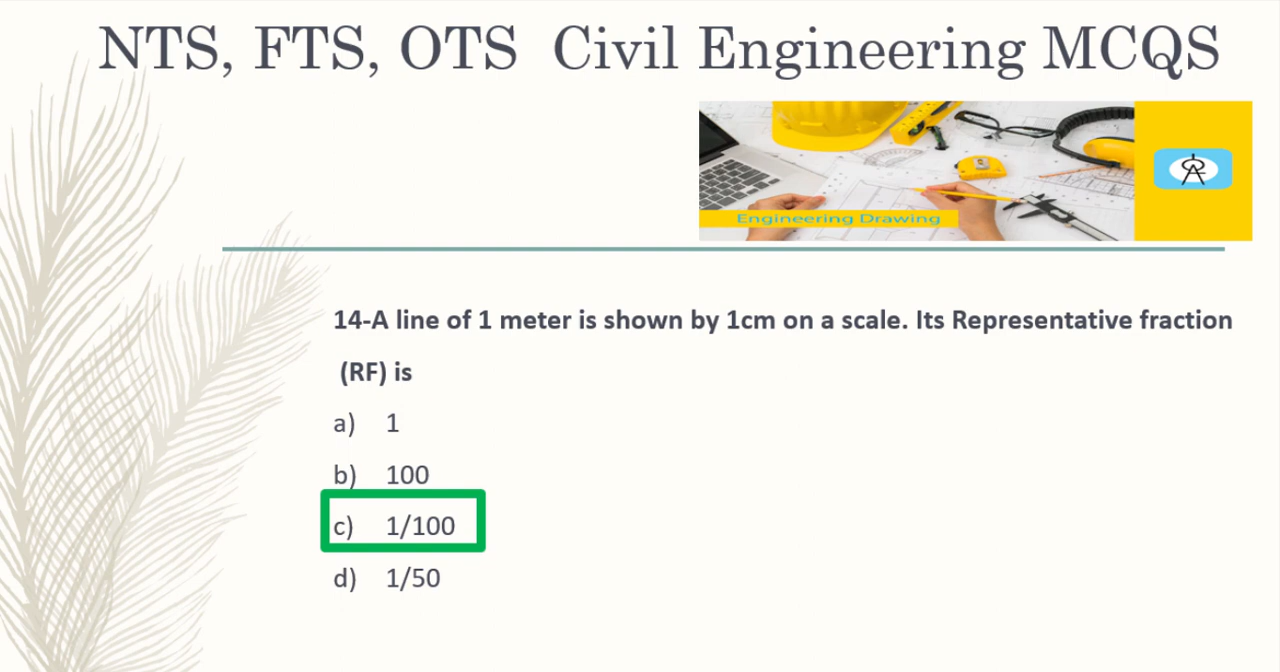 NTS, FTS, OTS Civil Engineering MCQS
Engineering Drawing
14-A line of 1 meter is shown by 1cm on a scale. Its Representative fraction
(RF) is
a) 1
b) 100
c) 1/100
d) 1/50